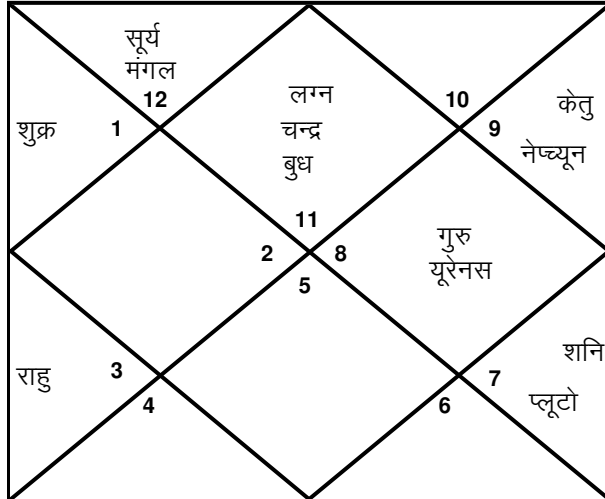 सूर्य
मंगल
12
10
लग्न
चन्द्र
बुध
केतु
शुक्र
1
9
नेप्च्यून
11
2
8
गुरु
यूरेनस
5
शनि
राहु
3
7
4
6
प्लूटो